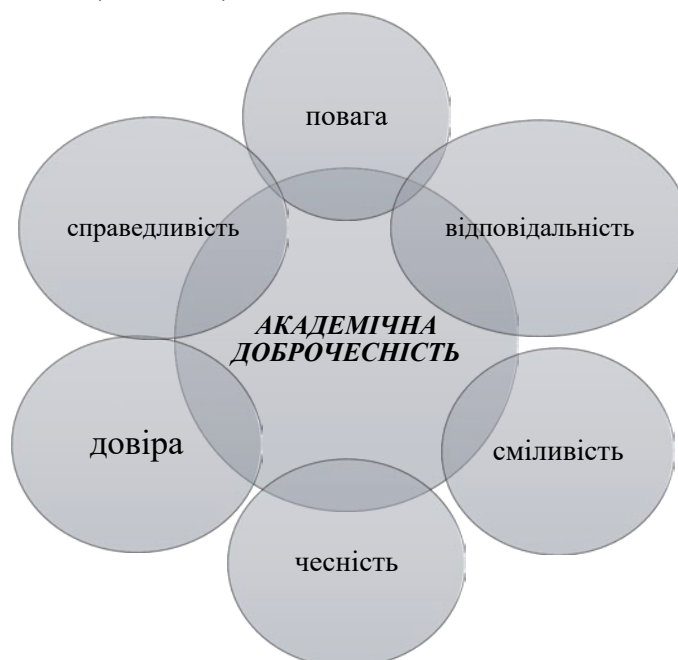 повага
справедливість
відповідальність
АКАДЕМІЧНА
ДОБРОЧЕСНІСТЬ
довіра
сміливість
чесність